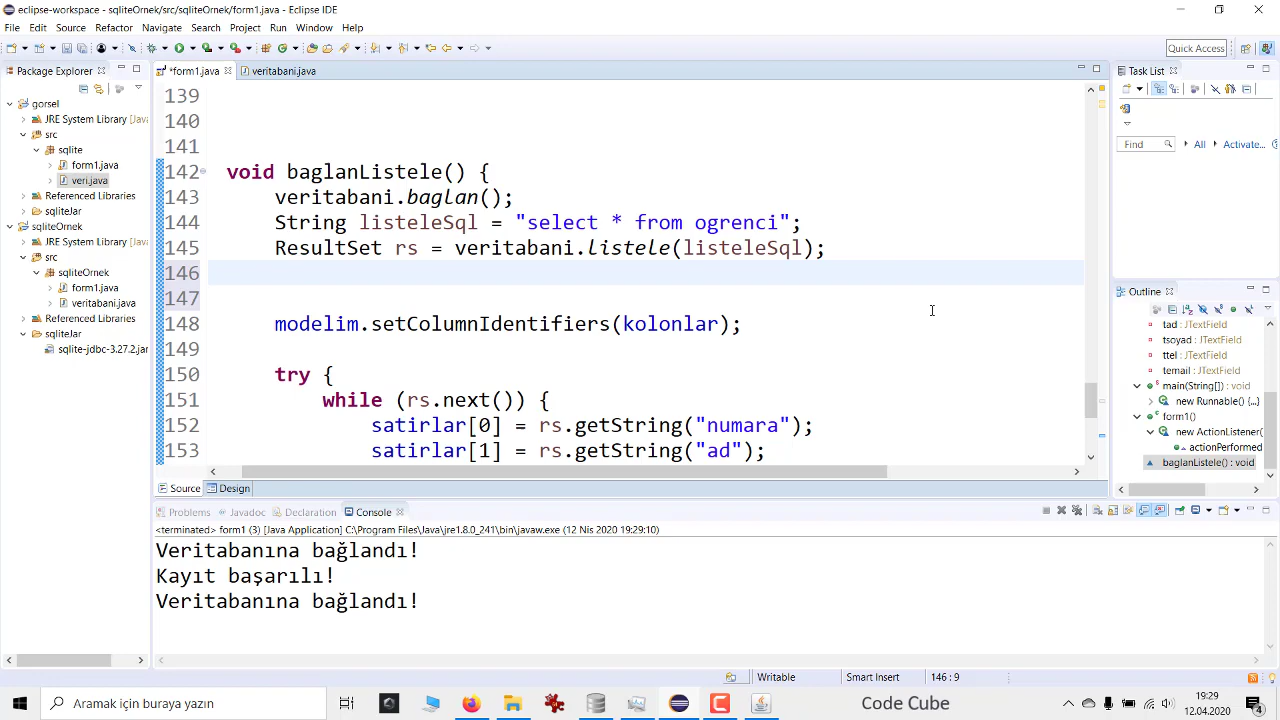 eclipse-workspace - sqliteOrnek/src/sqliteOrnek/form1.java - Eclipse IDE
File Edit Source Refactor Navigate Search Project Run Window Help
Quick Access
Package Explorer
*form1.java
veritabani.java
Task List
gorsel
JRE System Library [Java
src
sqlite
form1.java
veri.java
Referenced Libraries
sqliteJar
sqliteOrnek
JRE System Library [Java
src
sqliteOrnek
form1.java
veritabani.java
Referenced Libraries
sqliteJar
sqlite-jdbc-3.27.2.jar
139
140
141
142 void baglanListele() {
143 veritabani.baglan();
144 String listeleSql = "select * from ogrenci";
145 ResultSet rs = veritabani.listele(listeleSql);
146
147
148 modelim.setColumnIdentifiers(kolonlar);
149
150 try {
151 while (rs.next()) {
152 satirlar[0] = rs.getString("numara");
153 satirlar[1] = rs.getString("ad");
Source Design
Find All Activate...
Outline
tad : JTextField
tsoyad : JTextField
ttel : JTextField
temail : JTextField
main(String[]) : void
new Runnable() {...
form1()
new ActionListener
actionPerformed
baglanListele() : void
Problems Javadoc Declaration Console
<terminated> form1 (3) [Java Application] C:\Program Files\Java\jre1.8.0_241\bin\javaw.exe (12 Nis 2020 19:29:10)
Veritabanına bağlandı!
Kayıt başarılı!
Veritabanına bağlandı!
Writable Smart Insert 146 : 9
Aramak için buraya yazın
Code Cube
19:29
12.04.2020
4